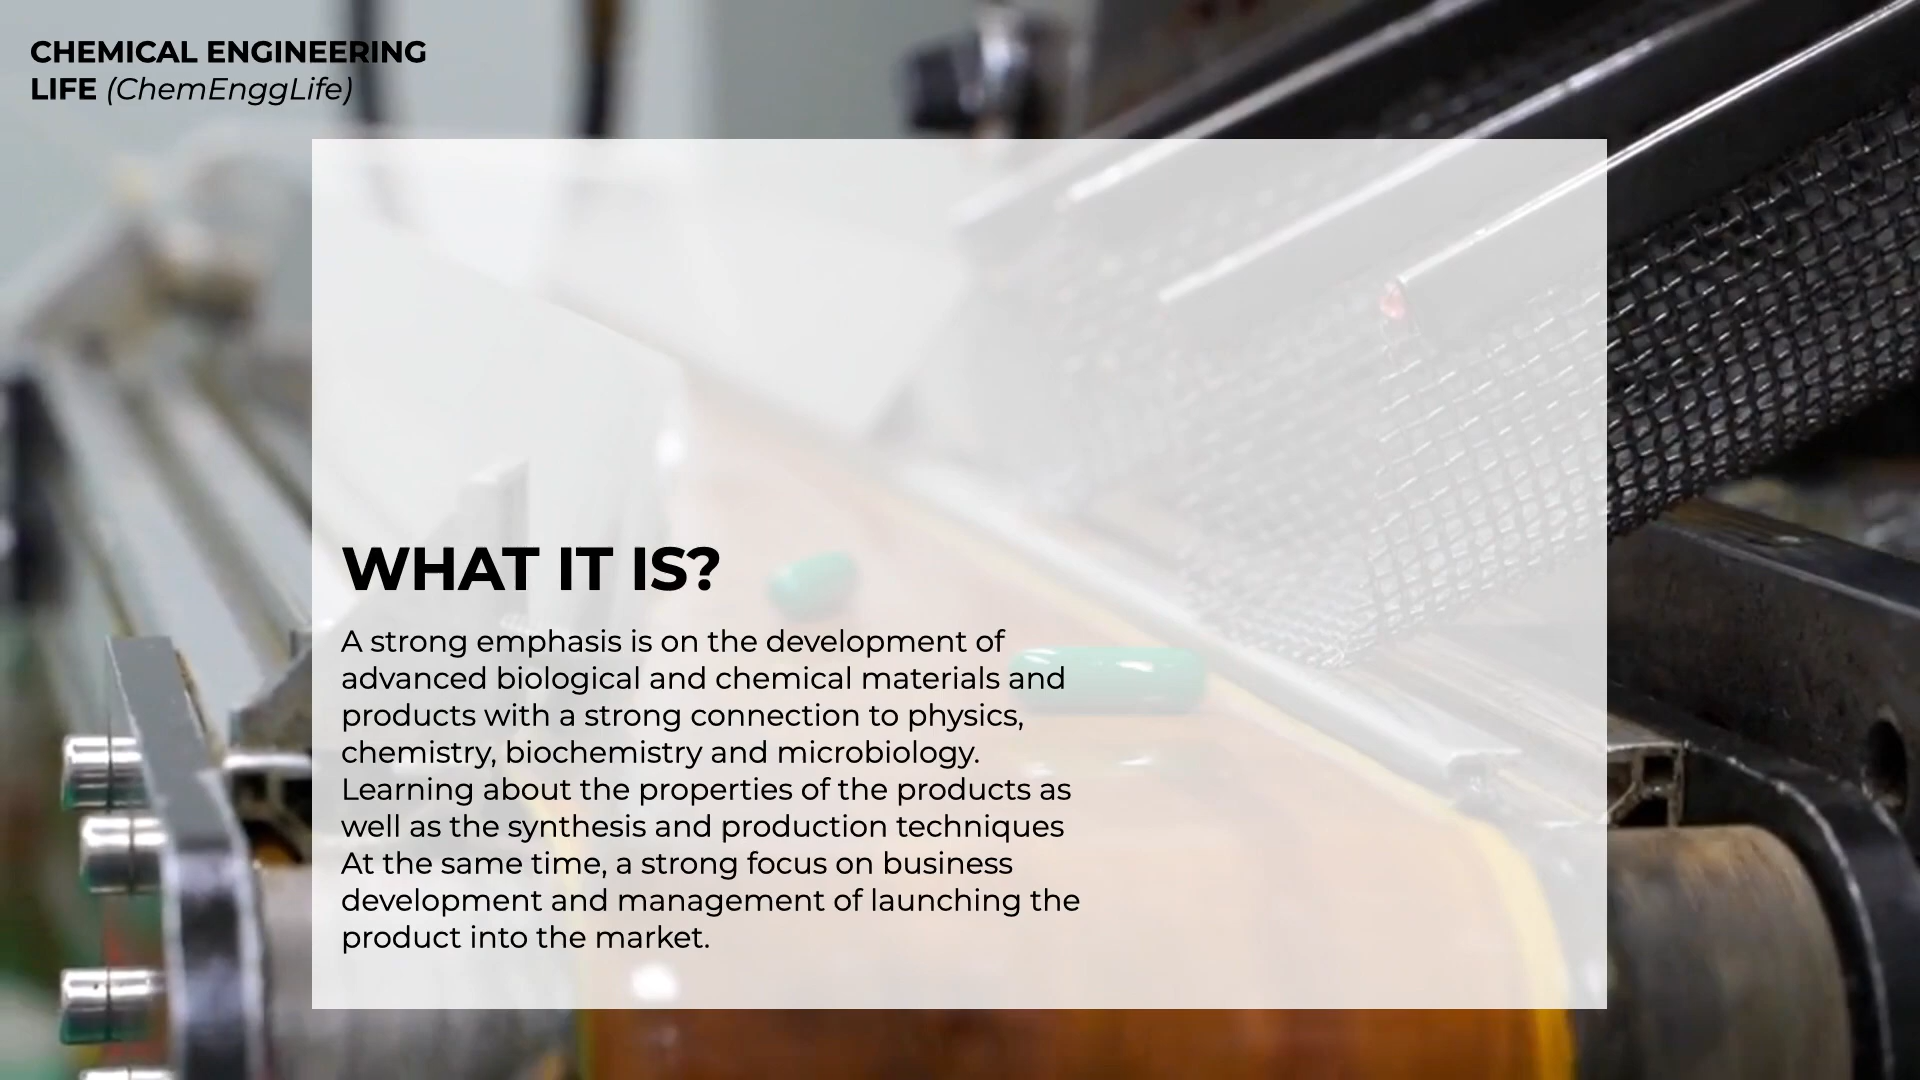 CHEMICAL ENGINEERING
LIFE (ChemEnggLife)
WHAT IT IS?
A strong emphasis is on the development of
advanced biological and chemical materials and
products with a strong connection to physics,
chemistry, biochemistry and microbiology.
Learning about the properties of the products as
well as the synthesis and production techniques
At the same time, a strong focus on business
development and management of launching the
product into the market.